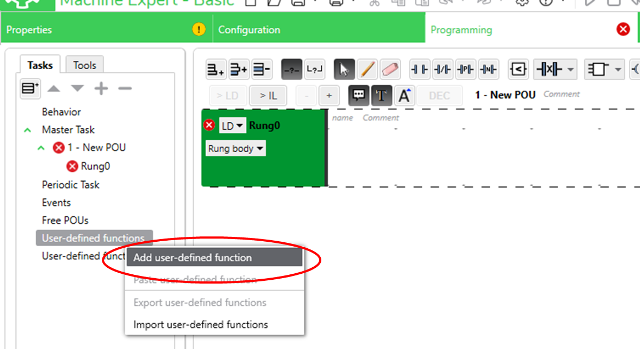 Machine Expert - Basic
Properties
Configuration
Programming
Tasks
Tools
> LD
> IL
-
+
DEC
1 - New POU
Comment
LD
Rung0
name
Comment
Rung body
Behavior
Master Task
1 - New POU
Rung0
Periodic Task
Events
Free POUs
User-defined functions
User-defined funct
Add user-defined function
Paste user-defined function
Export user-defined functions
Import user-defined functions